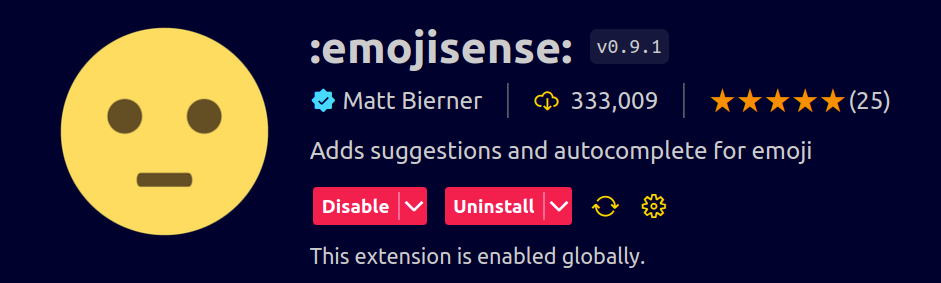 :emojisense: v0.9.1
Matt Bierner 333,009 (25)
Adds suggestions and autocomplete for emoji
Disable Uninstall
This extension is enabled globally.